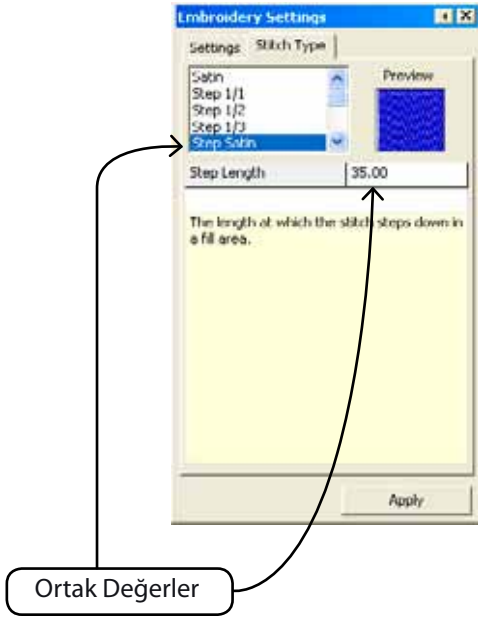 Embroidery Settings
Settings Stitch Type
Satin
Step 1/1
Step 1/2
Step 1/3
Step Satin
Preview
Step Length 35.00
The length at which the stitch steps down in
a fill area.
Apply
Ortak Değerler